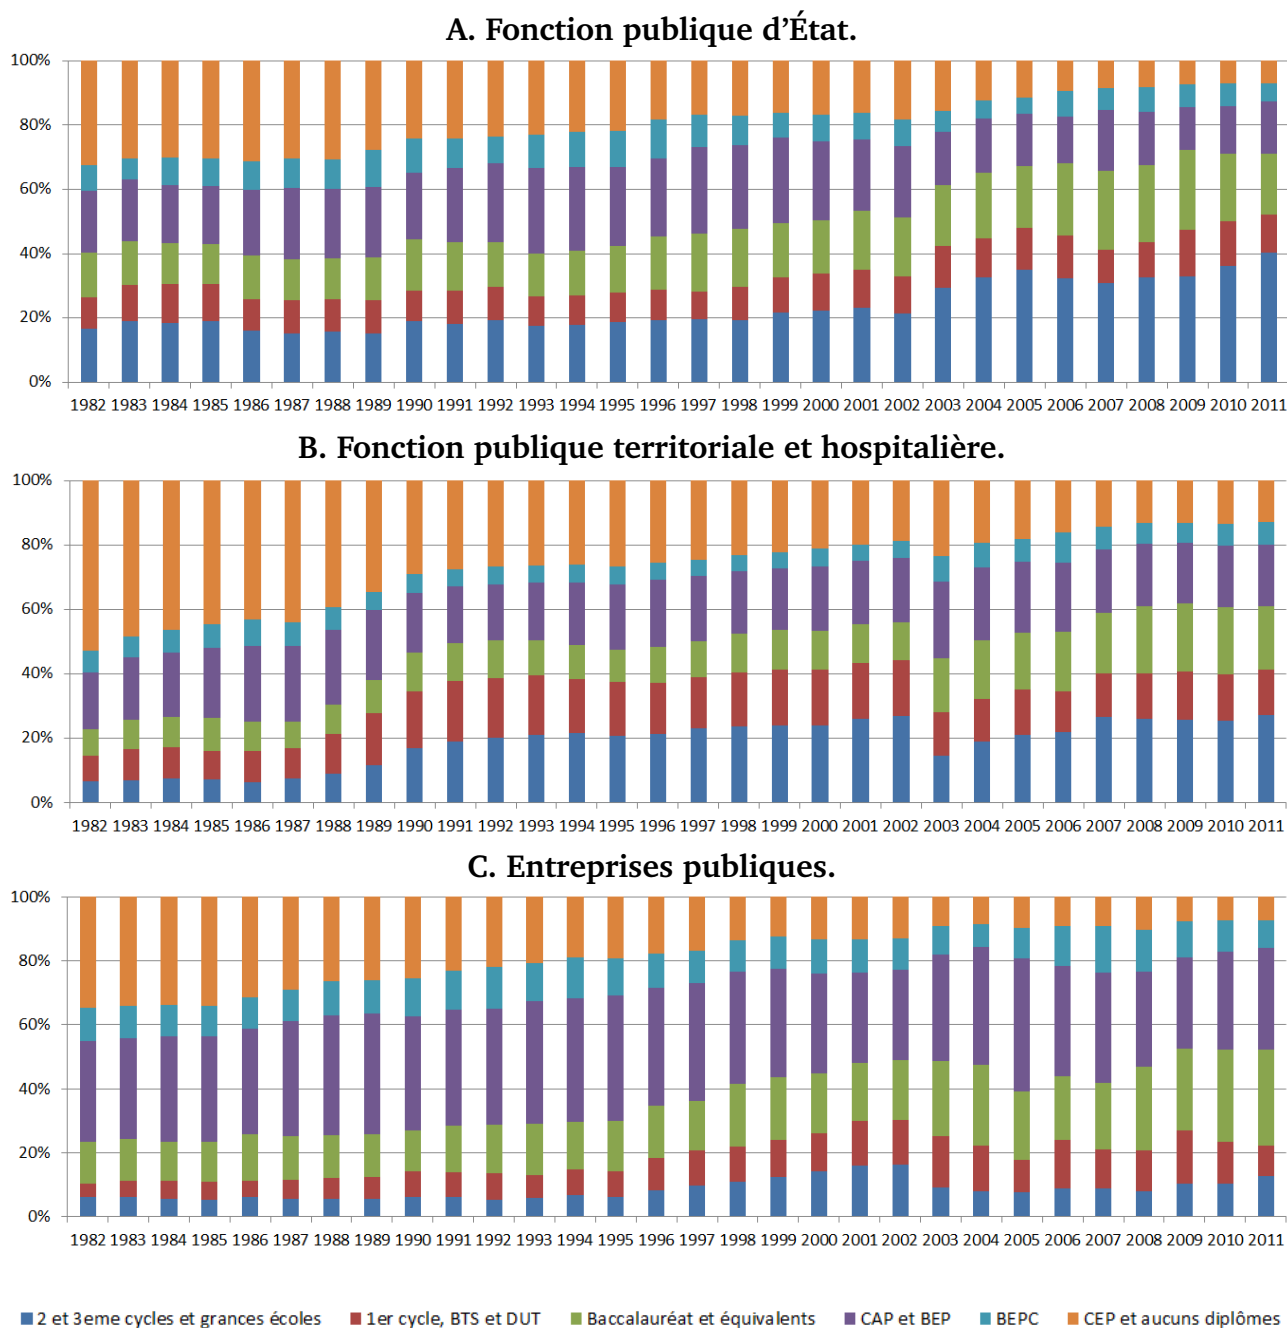 A. Fonction publique d’État.
100%
80%
60%
40%
20%
0%
1982 1983 1984 1985 1986 1987 1988 1989 1990 1991 1992 1993 1994 1995 1996 1997 1998 1999 2000 2001 2002 2003 2004 2005 2006 2007 2008 2009 2010 2011
B. Fonction publique territoriale et hospitalière.
100%
80%
60%
40%
20%
0%
1982 1983 1984 1985 1986 1987 1988 1989 1990 1991 1992 1993 1994 1995 1996 1997 1998 1999 2000 2001 2002 2003 2004 2005 2006 2007 2008 2009 2010 2011
C. Entreprises publiques.
100%
80%
60%
40%
20%
0%
1982 1983 1984 1985 1986 1987 1988 1989 1990 1991 1992 1993 1994 1995 1996 1997 1998 1999 2000 2001 2002 2003 2004 2005 2006 2007 2008 2009 2010 2011
2 et 3eme cycles et grances écoles 1er cycle, BTS et DUT Baccalauréat et équivalents CAP et BEP BEPC CEP et aucuns diplômes